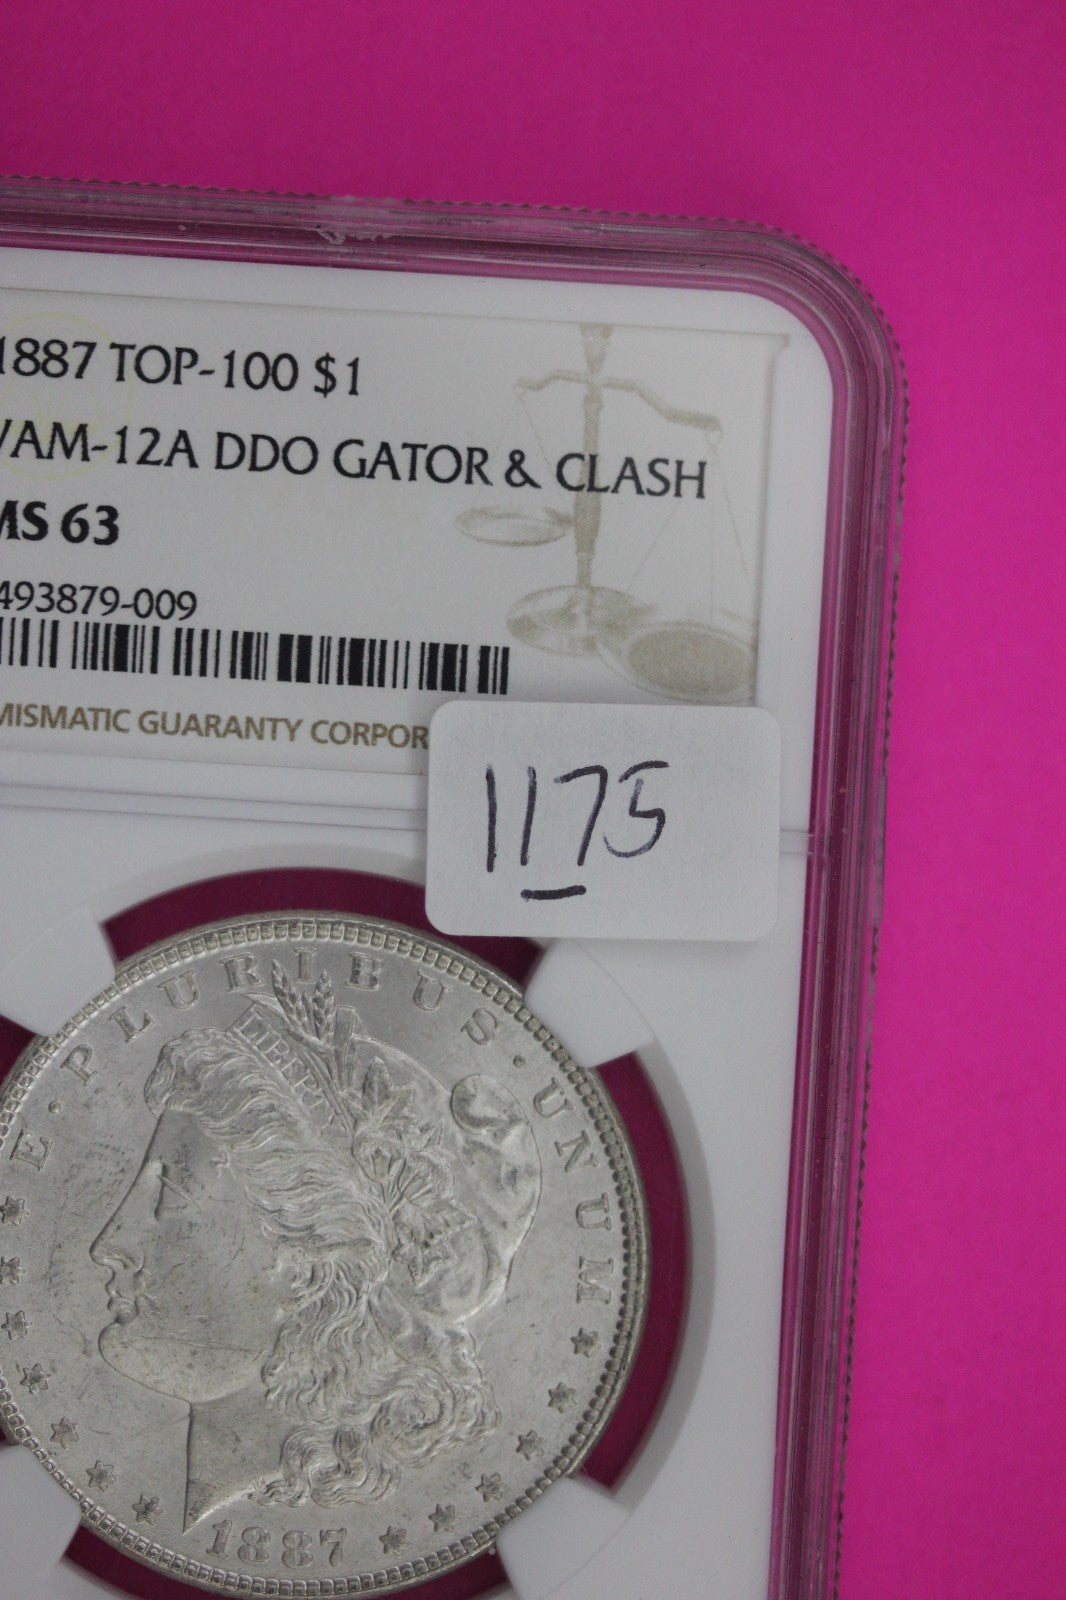 1887 TOP-100 $1
VAM-12A DDO GATOR & CLASH
MS 63
493879-009
MISMATIC GUARANTY CORPOR
1175
E · PLURIBUS · UNUM
LIBERTY
1887